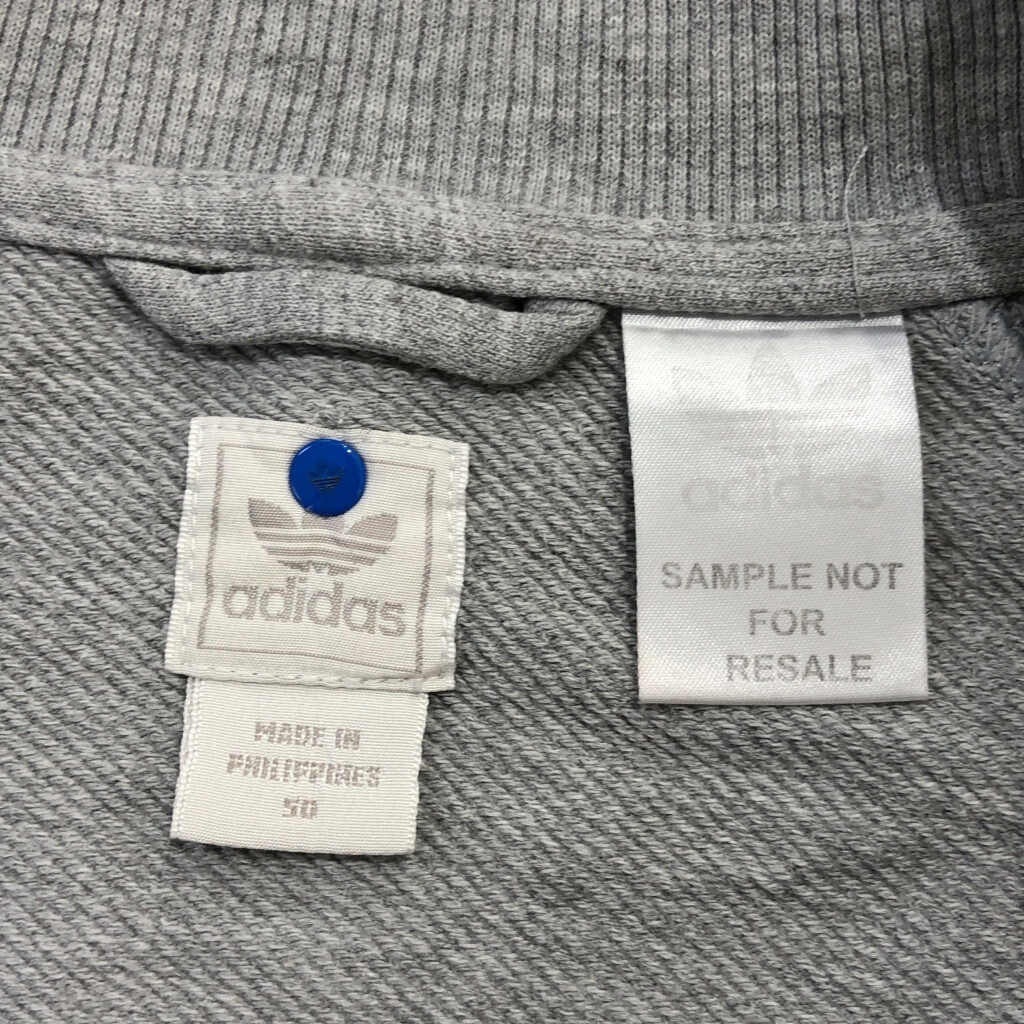 adidas
MADE IN
PHILIPPINES
50
adidas
SAMPLE NOT
FOR
RESALE